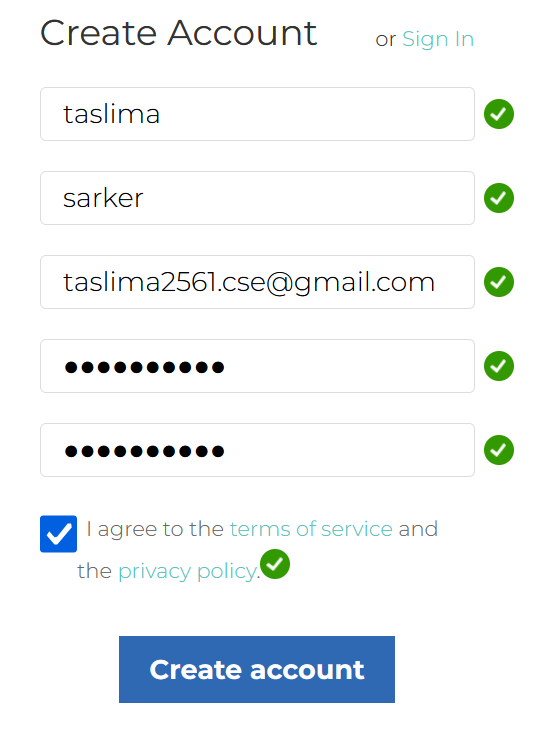 Create Account or Sign In
taslima
sarker
taslima2561.cse@gmail.com
••••••••••
••••••••••
I agree to the terms of service and
the privacy policy.
Create account